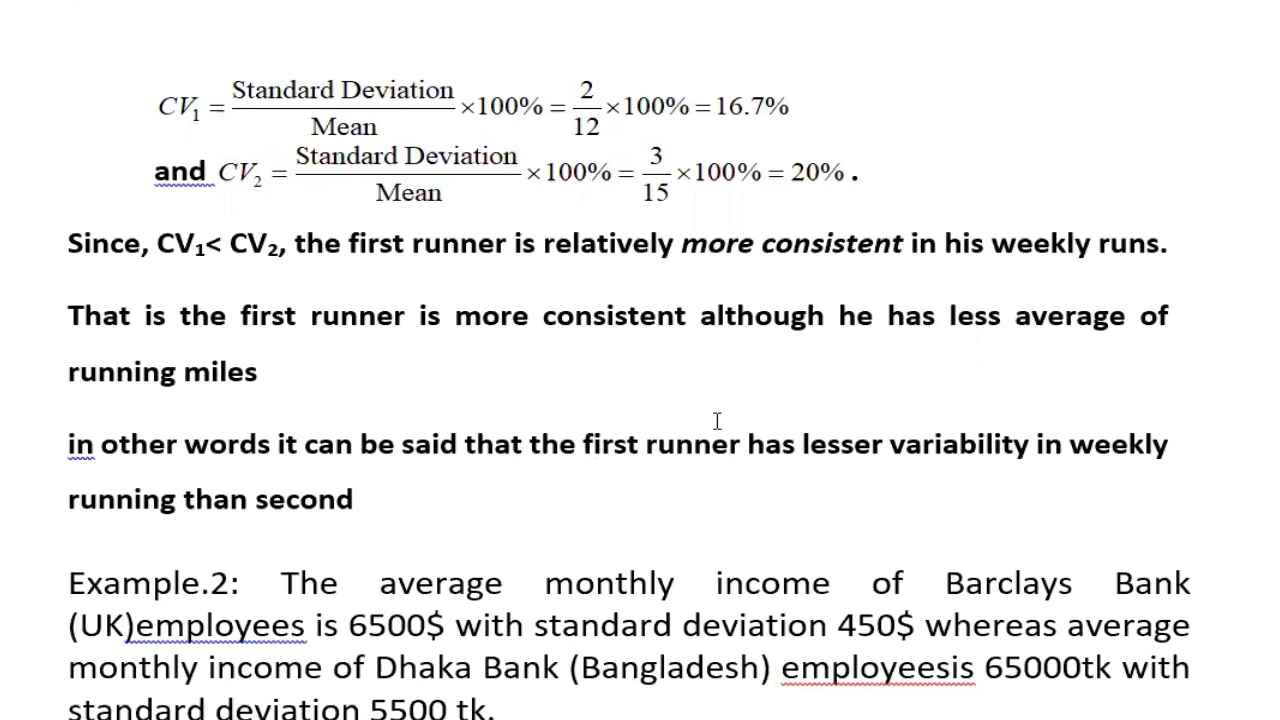 CV₁ = Standard Deviation / Mean ×100% = 2/12 ×100% = 16.7%
and CV₂ = Standard Deviation / Mean ×100% = 3/15 ×100% = 20% .
Since, CV₁< CV₂, the first runner is relatively more consistent in his weekly runs.
That is the first runner is more consistent although he has less average of
running miles
in other words it can be said that the first runner has lesser variability in weekly
running than second
Example.2: The average monthly income of Barclays Bank
(UK)employees is 6500$ with standard deviation 450$ whereas average
monthly income of Dhaka Bank (Bangladesh) employeesis 65000tk with
standard deviation 5500 tk.